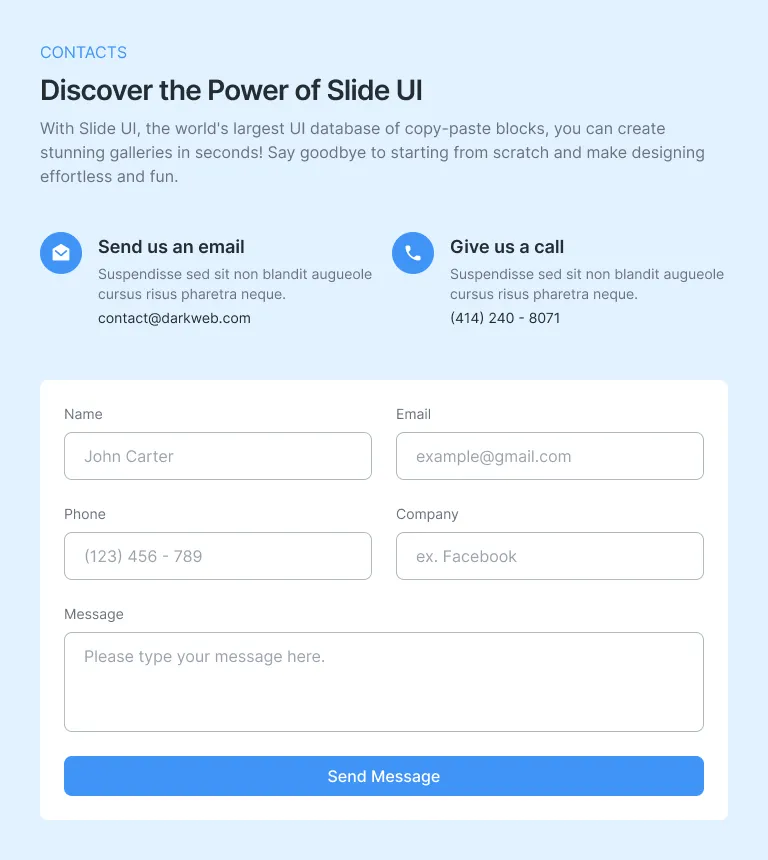 CONTACTS
Discover the Power of Slide UI
With Slide UI, the world's largest UI database of copy-paste blocks, you can create
stunning galleries in seconds! Say goodbye to starting from scratch and make designing
effortless and fun.
Send us an email
Suspendisse sed sit non blandit augueole
cursus risus pharetra neque.
contact@darkweb.com
Give us a call
Suspendisse sed sit non blandit augueole
cursus risus pharetra neque.
(414) 240 - 8071
Name
John Carter
Email
example@gmail.com
Phone
(123) 456 - 789
Company
ex. Facebook
Message
Please type your message here.
Send Message